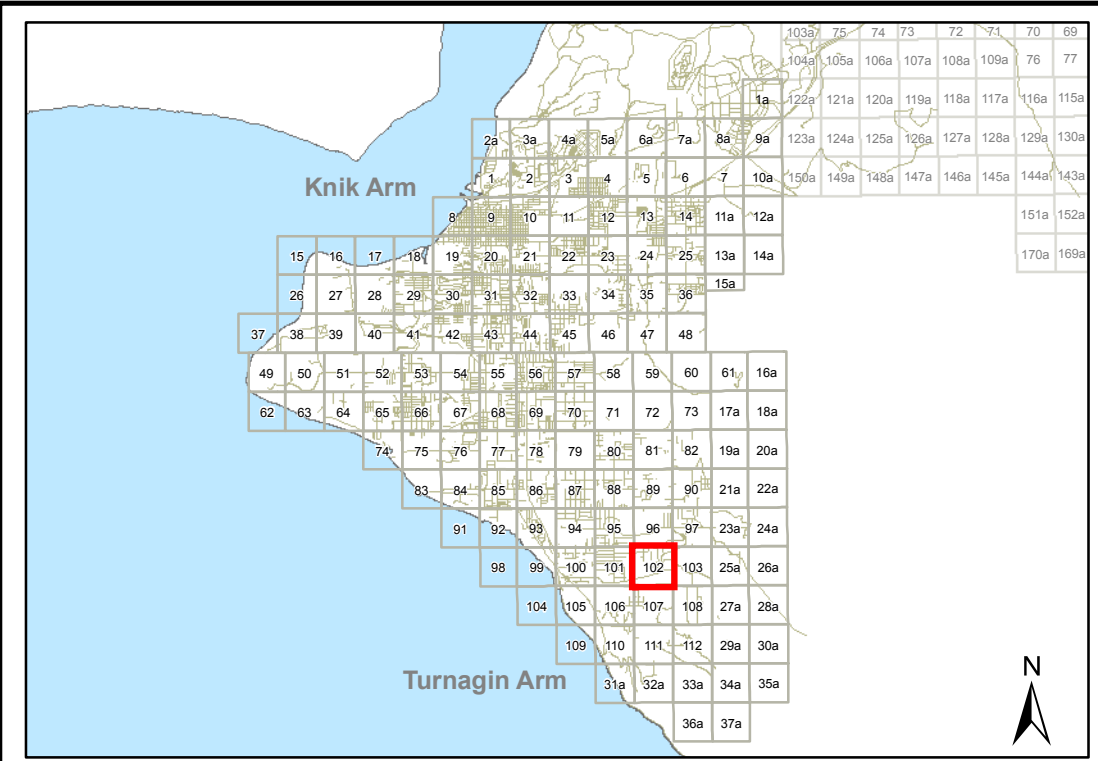 103a 75 74 73 72 71 70 69
104a 105a 106a 107a 108a 109a 76 77
1a 122a 121a 120a 119a 118a 117a 116a 115a
2a 3a 4a 5a 6a 7a 8a 9a 123a 124a 125a 126a 127a 128a 129a 130a
Knik Arm
1 2 3 4 5 6 7 10a 150a 149a 148a 147a 146a 145a 144a 143a
8 9 10 11 12 13 14 11a 12a 151a 152a
15 16 17 18 19 20 21 22 23 24 25 13a 14a 170a 169a
15a
26 27 28 29 30 31 32 33 34 35 36
37 38 39 40 41 42 43 44 45 46 47 48
49 50 51 52 53 54 55 56 57 58 59 60 61 16a
62 63 64 65 66 67 68 69 70 71 72 73 17a 18a
74 75 76 77 78 79 80 81 82 19a 20a
83 84 85 86 87 88 89 90 21a 22a
91 92 93 94 95 96 97 23a 24a
98 99 100 101 102 103 25a 26a
104 105 106 107 108 27a 28a
109 110 111 112 29a 30a
Turnagin Arm
31a 32a 33a 34a 35a
N
36a 37a